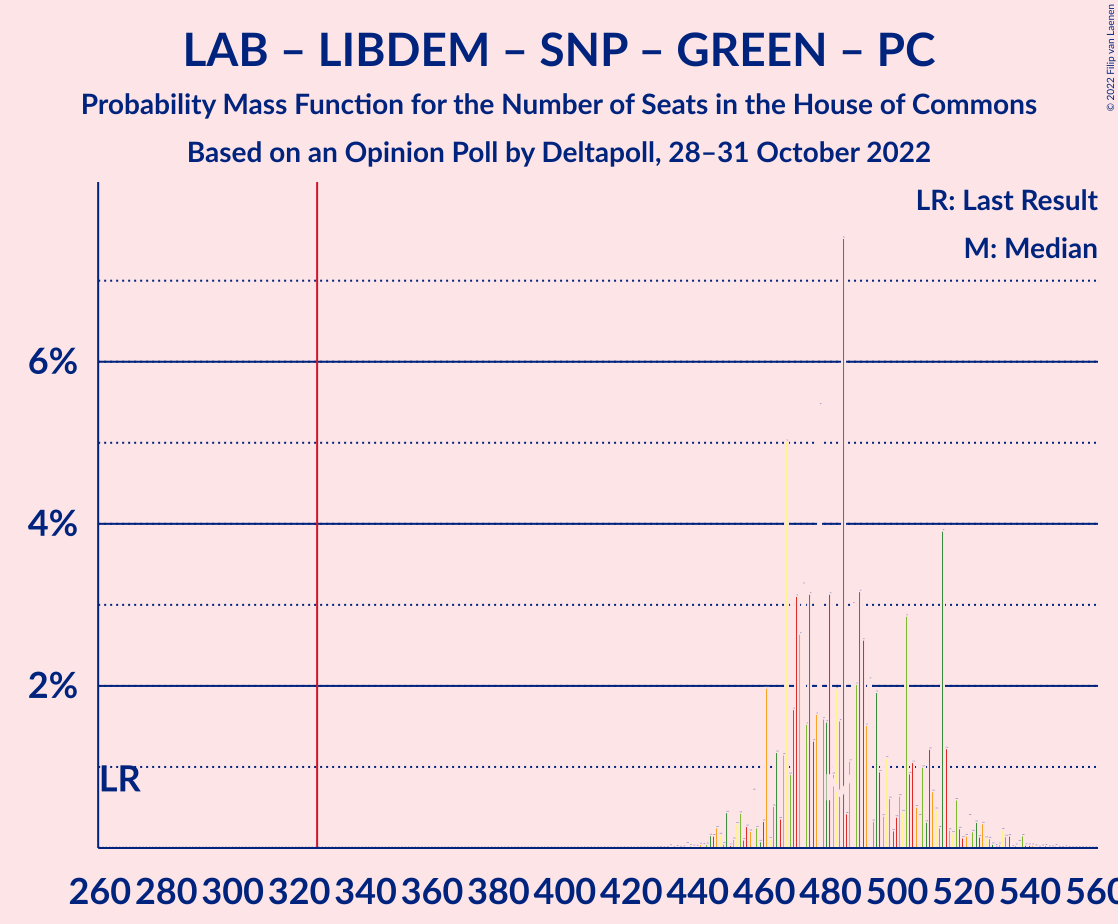 LAB – LIBDEM – SNP – GREEN – PC
Probability Mass Function for the Number of Seats in the House of Commons
Based on an Opinion Poll by Deltapoll, 28–31 October 2022
© 2022 Filip van Laenen
LR: Last Result
M: Median
6%
4%
2%
LR
260 280 300 320 340 360 380 400 420 440 460 480 500 520 540 560